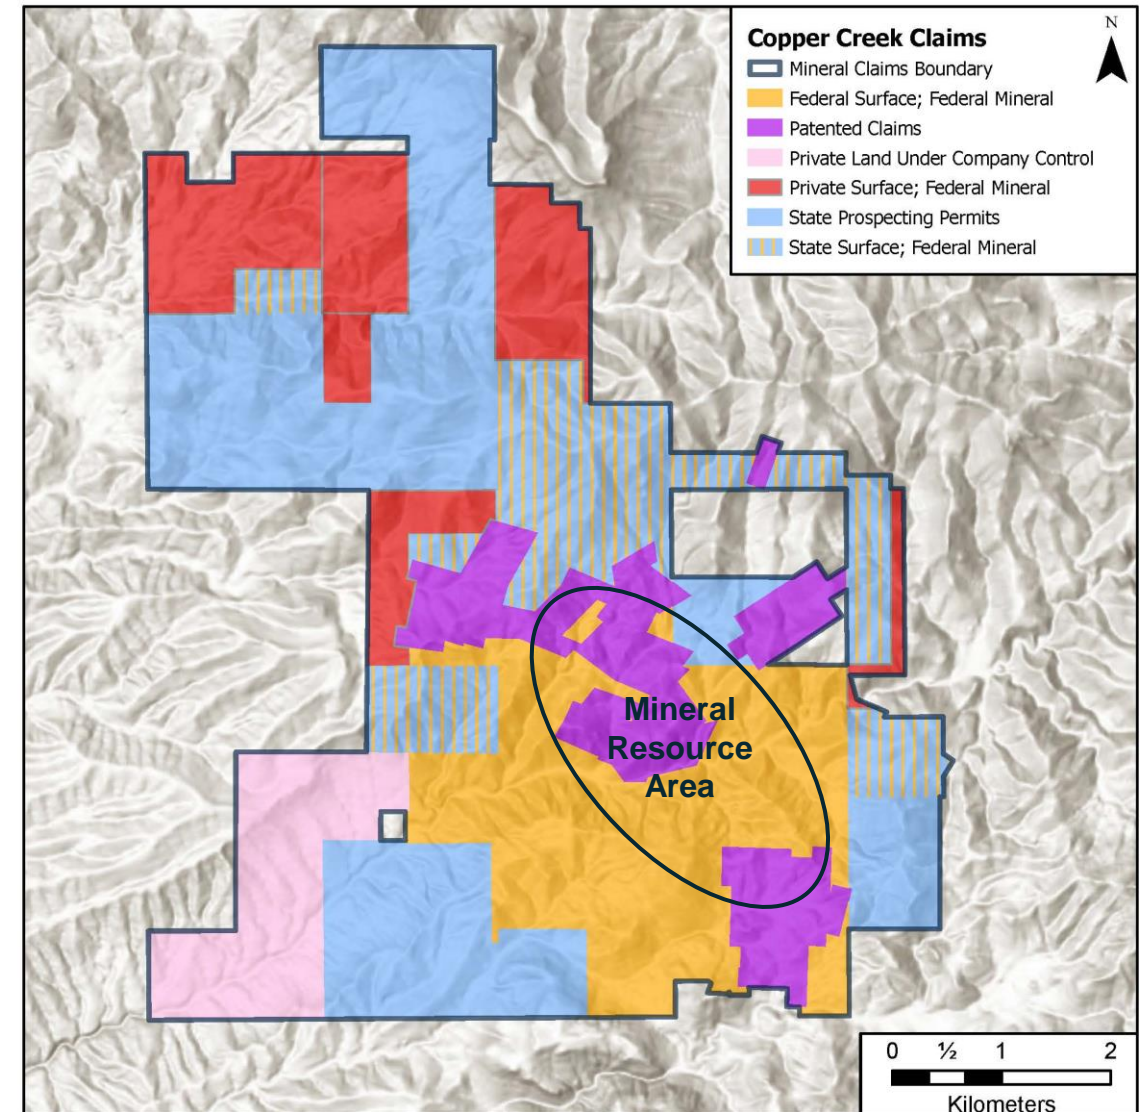 N
Copper Creek Claims
Mineral Claims Boundary
Federal Surface; Federal Mineral
Patented Claims
Private Land Under Company Control
Private Surface; Federal Mineral
State Prospecting Permits
State Surface; Federal Mineral
Mineral
Resource
Area
0 ½ 1 2
Kilometers